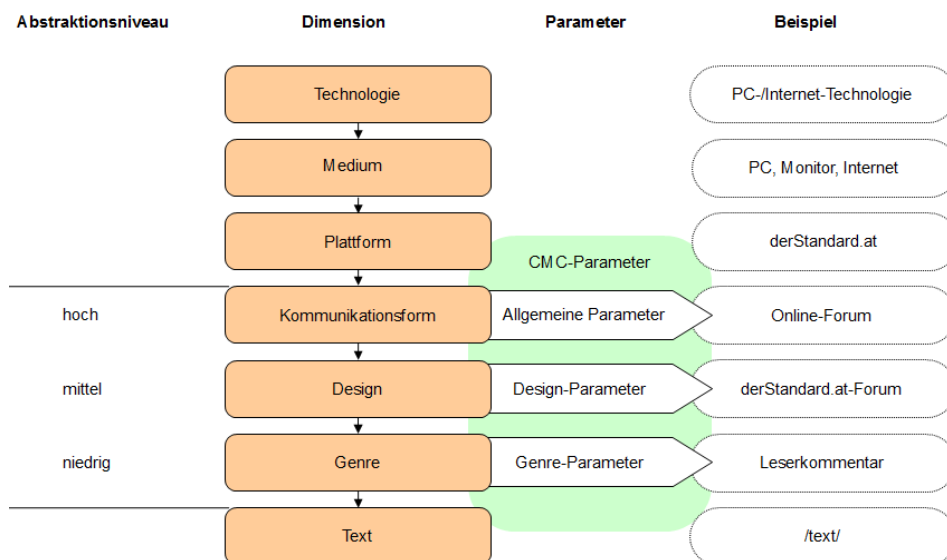 Abstraktionsniveau Dimension Parameter Beispiel
Technologie PC-/Internet-Technologie
Medium PC, Monitor, Internet
Plattform derStandard.at
CMC-Parameter
hoch Kommunikationsform Allgemeine Parameter Online-Forum
mittel Design Design-Parameter derStandard.at-Forum
niedrig Genre Genre-Parameter Leserkommentar
Text /text/